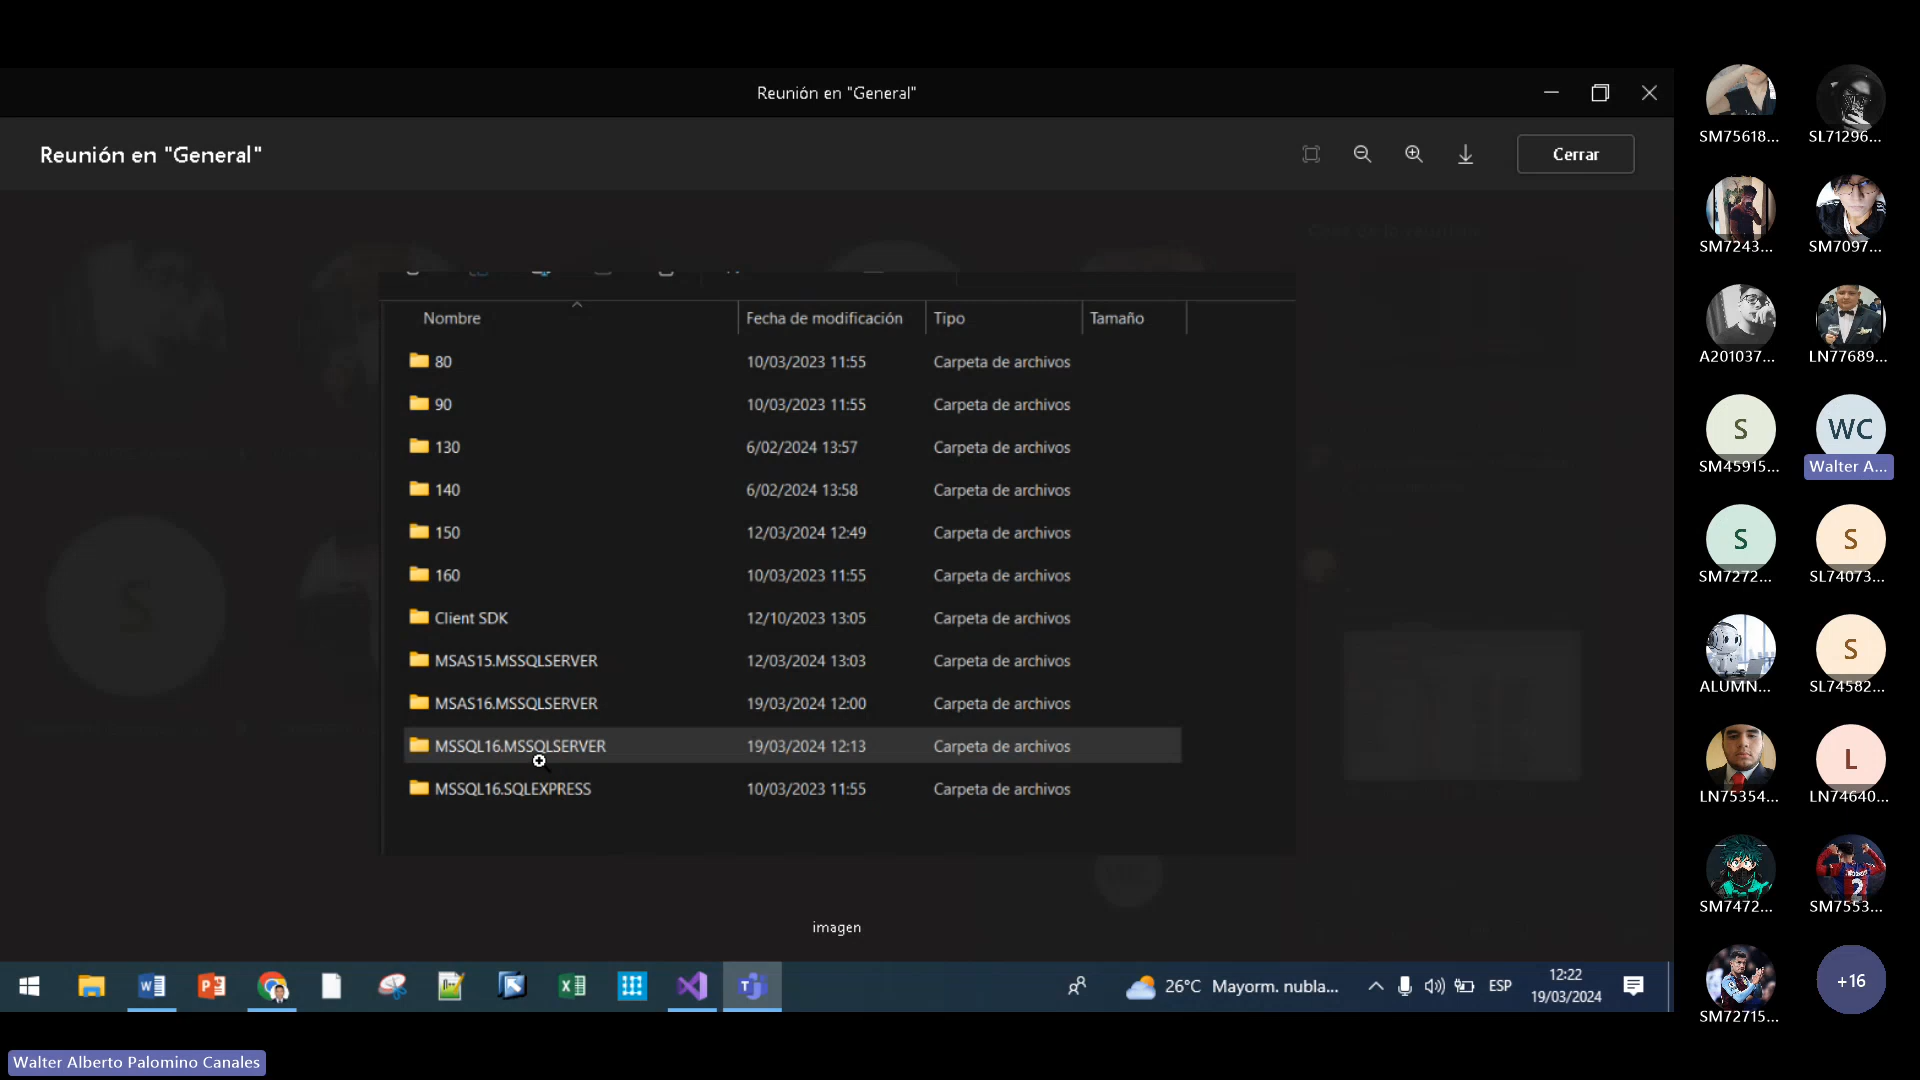 Reunión en "General"
Reunión en "General"
Cerrar
Nombre
Fecha de modificación
Tipo
Tamaño
80 10/03/2023 11:55 Carpeta de archivos
90 10/03/2023 11:55 Carpeta de archivos
130 6/02/2024 13:57 Carpeta de archivos
140 6/02/2024 13:58 Carpeta de archivos
150 12/03/2024 12:49 Carpeta de archivos
160 10/03/2023 11:55 Carpeta de archivos
Client SDK 12/10/2023 13:05 Carpeta de archivos
MSAS15.MSSQLSERVER 12/03/2024 13:03 Carpeta de archivos
MSAS16.MSSQLSERVER 19/03/2024 12:00 Carpeta de archivos
MSSQL16.MSSQLSERVER 19/03/2024 12:13 Carpeta de archivos
MSSQL16.SQLEXPRESS 10/03/2023 11:55 Carpeta de archivos
imagen
26°C Mayorm. nubla...
ESP
12:22
19/03/2024
Walter Alberto Palomino Canales
SM75618...
SL71296...
SM7243...
SM7097...
A201037...
LN77689...
S
SM45915...
WC
Walter A...
S
SM7272...
S
SL74073...
ALUMN...
S
SL74582...
LN75354...
L
LN74640...
SM7472...
2
SM7553...
SM72715...
+16